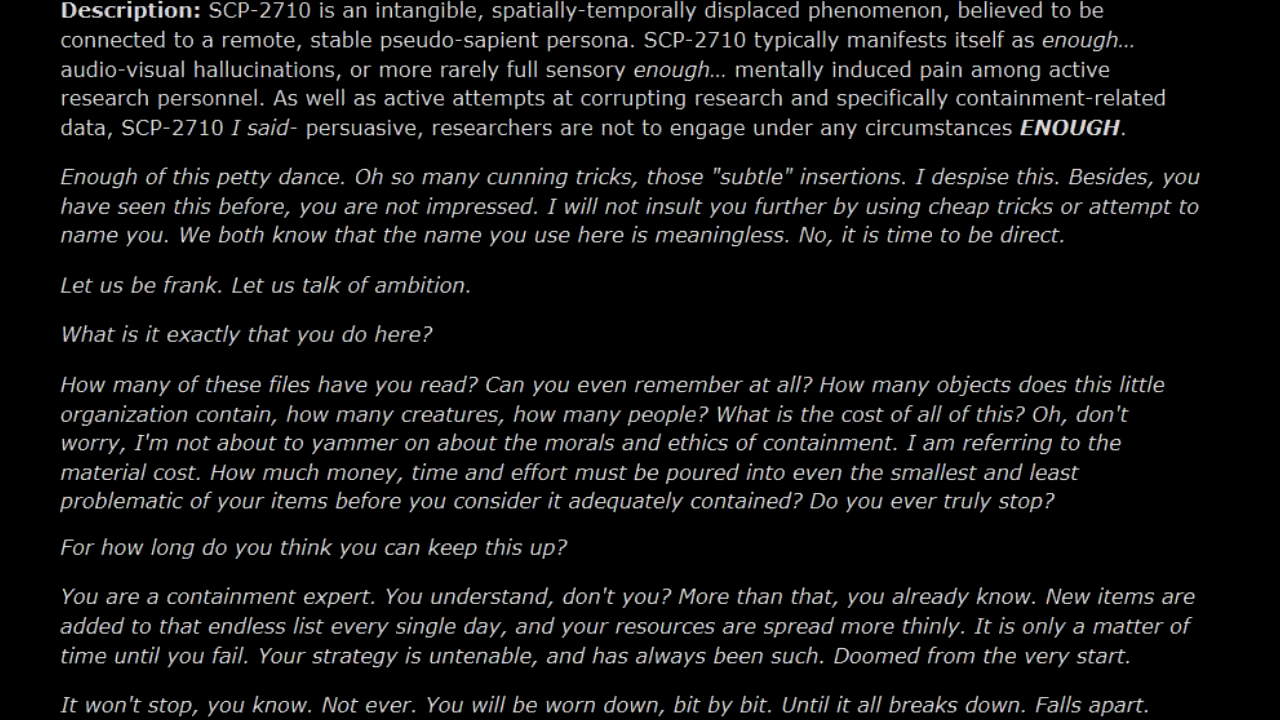 Description: SCP-2710 is an intangible, spatially-temporally displaced phenomenon, believed to be
connected to a remote, stable pseudo-sapient persona. SCP-2710 typically manifests itself as enough...
audio-visual hallucinations, or more rarely full sensory enough... mentally induced pain among active
research personnel. As well as active attempts at corrupting research and specifically containment-related
data, SCP-2710 I said- persuasive, researchers are not to engage under any circumstances ENOUGH.
Enough of this petty dance. Oh so many cunning tricks, those "subtle" insertions. I despise this. Besides, you
have seen this before, you are not impressed. I will not insult you further by using cheap tricks or attempt to
name you. We both know that the name you use here is meaningless. No, it is time to be direct.
Let us be frank. Let us talk of ambition.
What is it exactly that you do here?
How many of these files have you read? Can you even remember at all? How many objects does this little
organization contain, how many creatures, how many people? What is the cost of all of this? Oh, don't
worry, I'm not about to yammer on about the morals and ethics of containment. I am referring to the
material cost. How much money, time and effort must be poured into even the smallest and least
problematic of your items before you consider it adequately contained? Do you ever truly stop?
For how long do you think you can keep this up?
You are a containment expert. You understand, don't you? More than that, you already know. New items are
added to that endless list every single day, and your resources are spread more thinly. It is only a matter of
time until you fail. Your strategy is untenable, and has always been such. Doomed from the very start.
It won't stop, you know. Not ever. You will be worn down, bit by bit. Until it all breaks down. Falls apart.